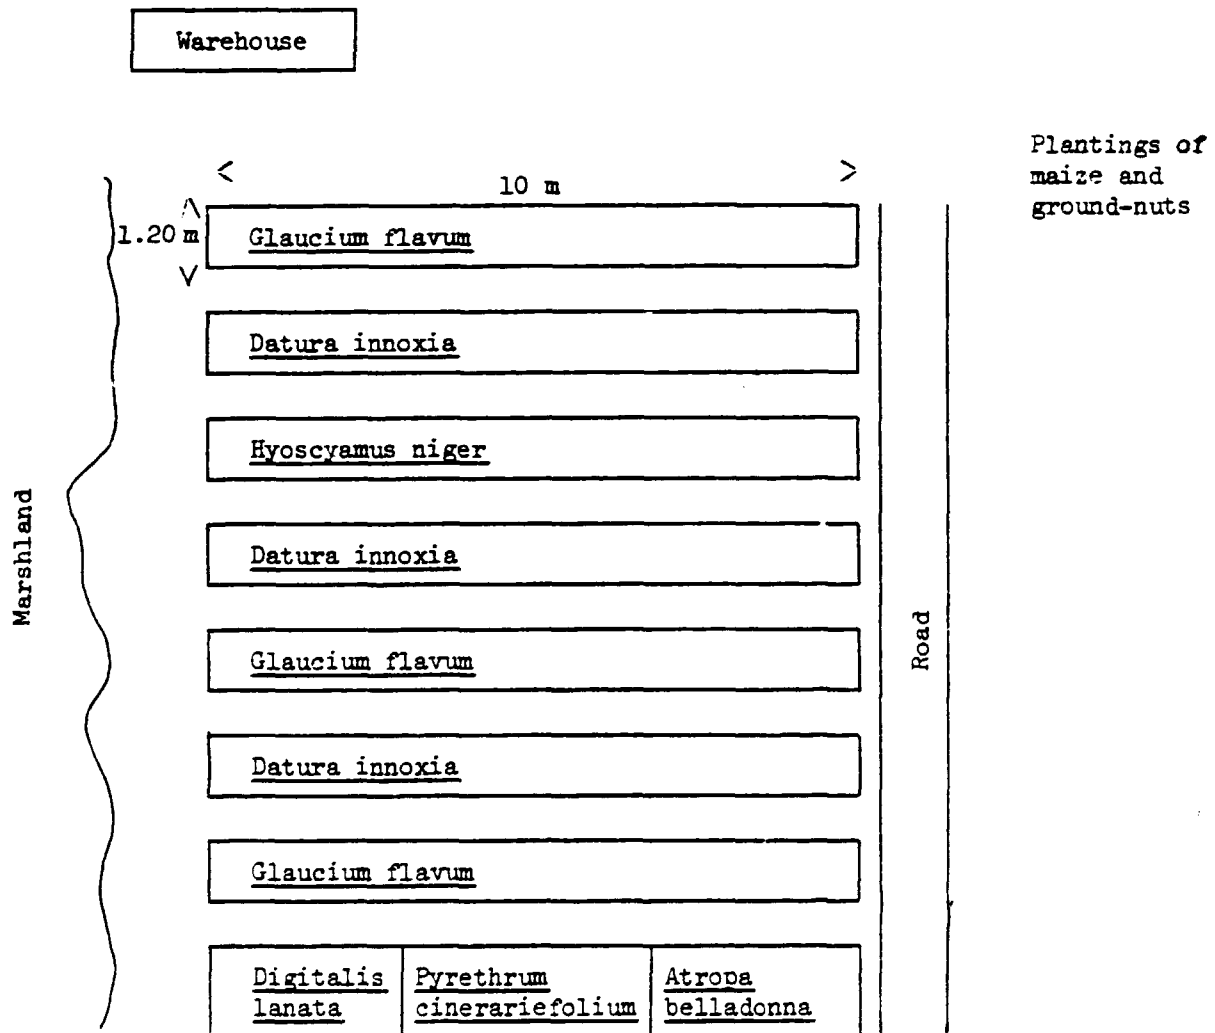 Warehouse
Plantings of
maize and
ground-nuts
10 m
1.20 m
Glaucium flavum
Datura innoxia
Hyoscyamus niger
Datura innoxia
Glaucium flavum
Datura innoxia
Glaucium flavum
Digitalis
lanata
Pyrethrum
cinerariefolium
Atropa
belladonna
Marshland
Road